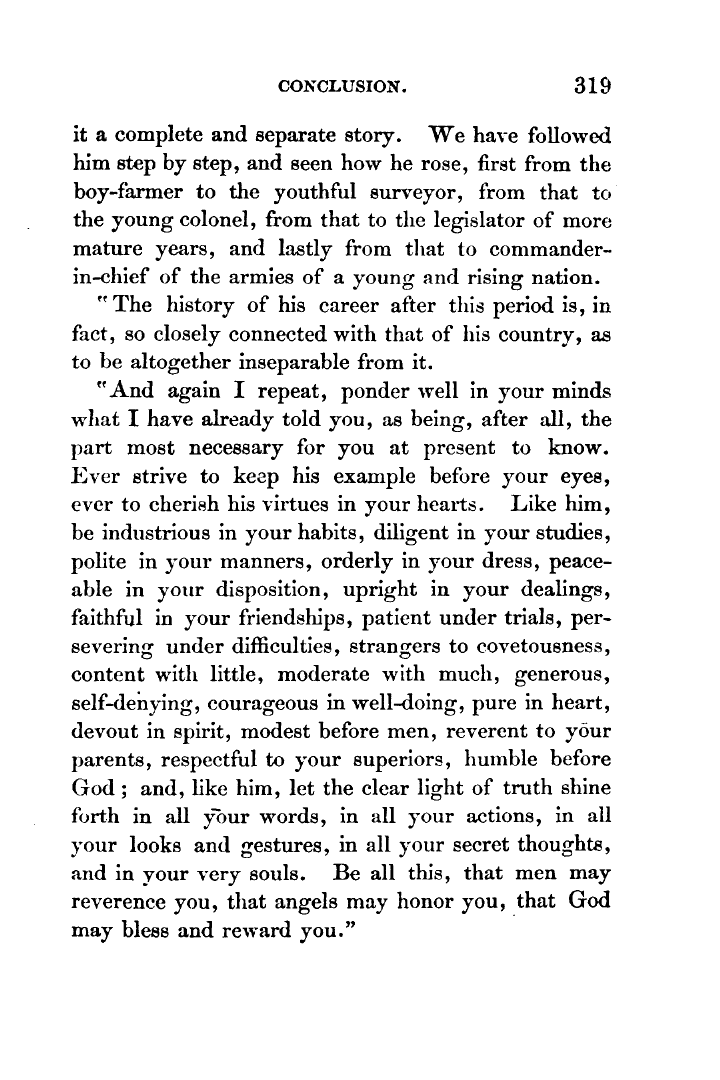 CONCLUSION. 319
it a complete and separate story. We have followed
him step by step, and seen how he rose, first from the
boy-farmer to the youthful surveyor, from that to
the young colonel, from that to the legislator of more
mature years, and lastly from that to commander-
in-chief of the armies of a young and rising nation.
"The history of his career after this period is, in
fact, so closely connected with that of his country, as
to be altogether inseparable from it.
"And again I repeat, ponder well in your minds
what I have already told you, as being, after all, the
part most necessary for you at present to know.
Ever strive to keep his example before your eyes,
ever to cherish his virtues in your hearts. Like him,
be industrious in your habits, diligent in your studies,
polite in your manners, orderly in your dress, peace-
able in your disposition, upright in your dealings,
faithful in your friendships, patient under trials, per-
severing under difficulties, strangers to covetousness,
content with little, moderate with much, generous,
self-denying, courageous in well-doing, pure in heart,
devout in spirit, modest before men, reverent to your
parents, respectful to your superiors, humble before
God; and, like him, let the clear light of truth shine
forth in all your words, in all your actions, in all
your looks and gestures, in all your secret thoughts,
and in your very souls. Be all this, that men may
reverence you, that angels may honor you, that God
may bless and reward you."